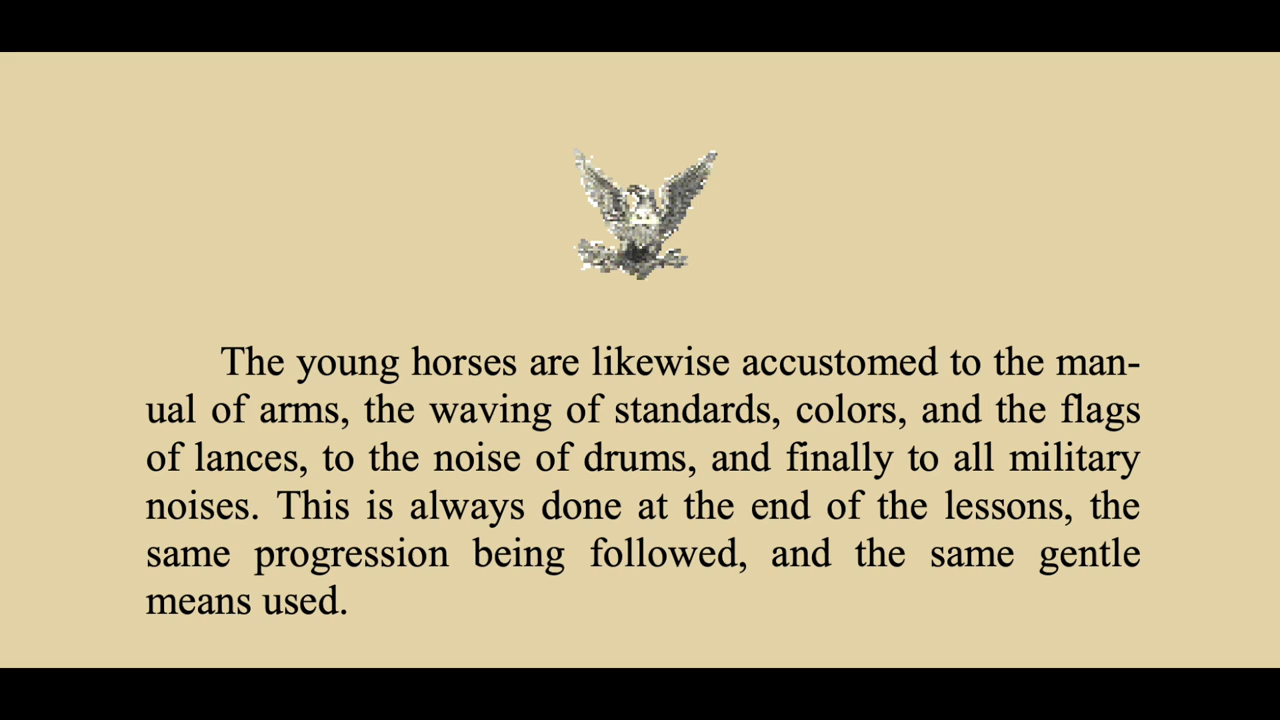 The young horses are likewise accustomed to the man-
ual of arms, the waving of standards, colors, and the flags
of lances, to the noise of drums, and finally to all military
noises. This is always done at the end of the lessons, the
same progression being followed, and the same gentle
means used.